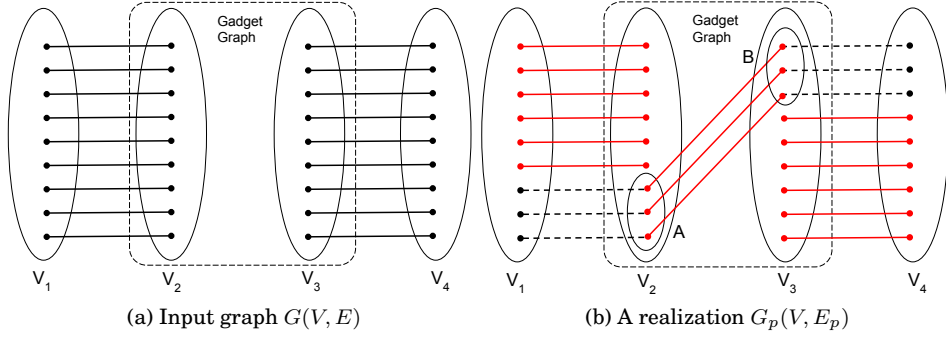 Gadget
Graph
V1
V2
V3
V4
(a) Input graph G(V, E)
Gadget
Graph
B
A
V1
V2
V3
V4
(b) A realization Gp(V, Ep)